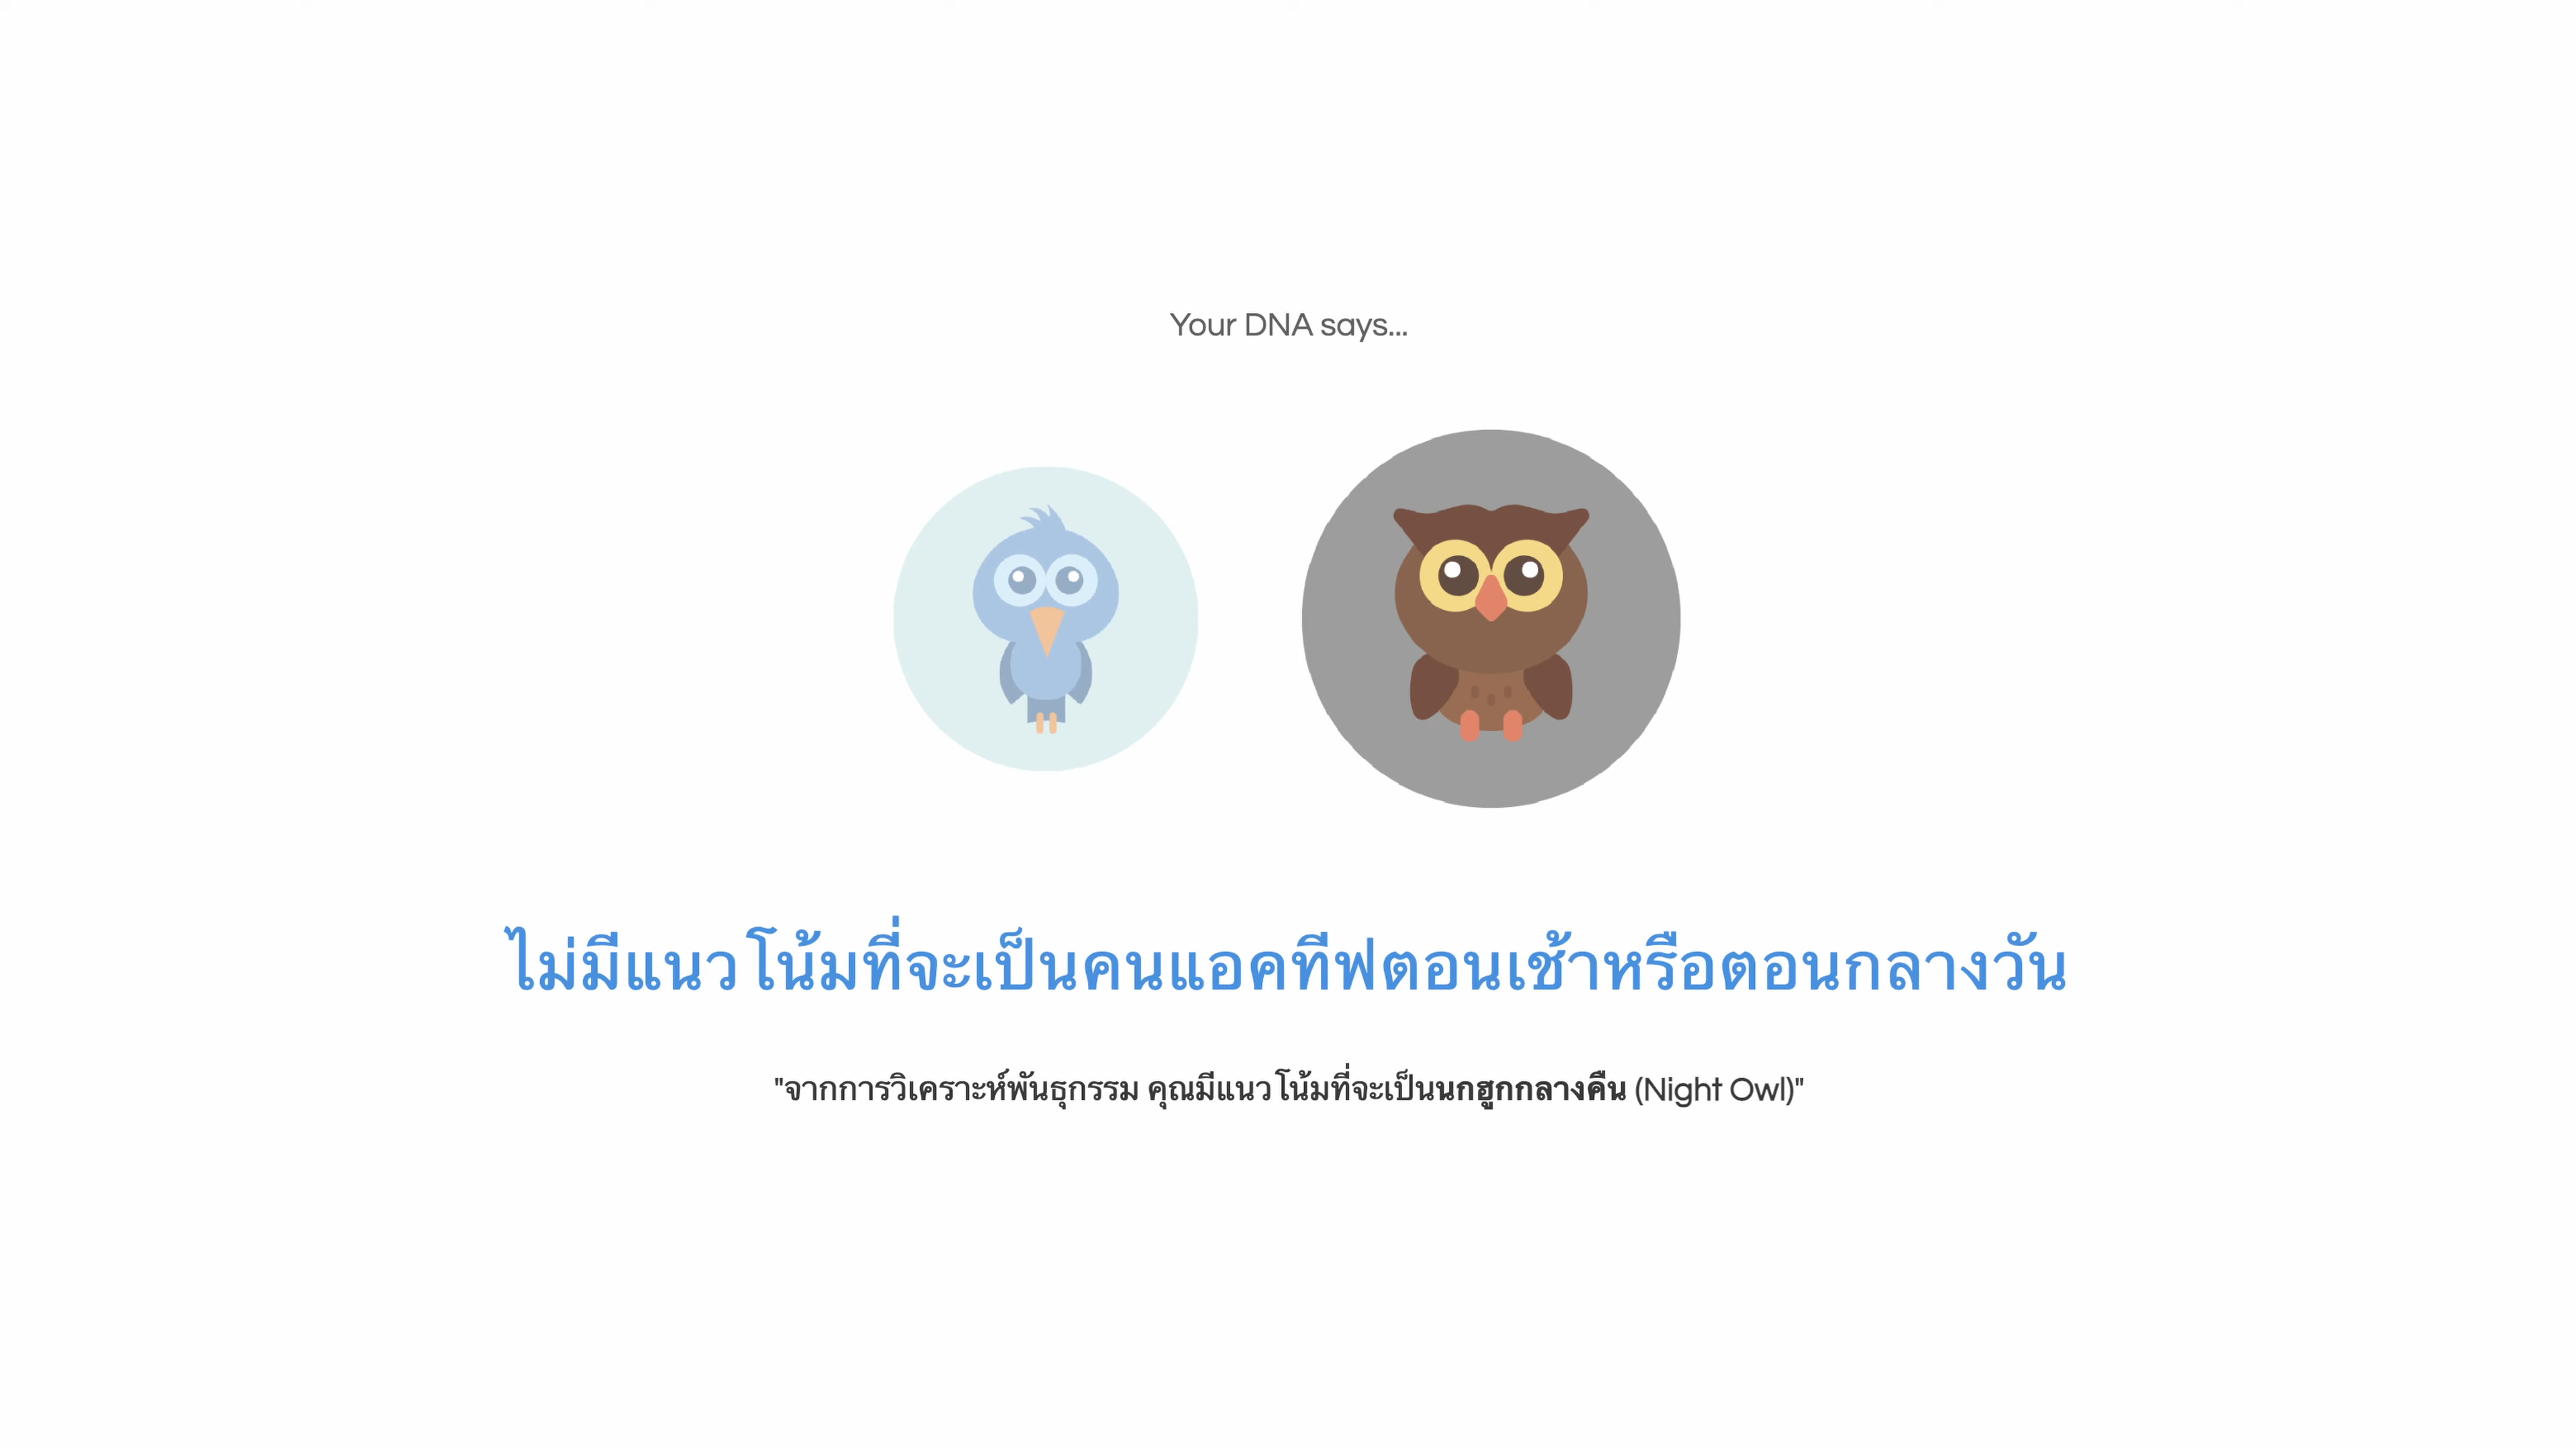 Your DNA says...
ไม่มีแนวโน้มที่จะเป็นคนแอคทีฟตอนเช้าหรือตอนกลางวัน
"จากการวิเคราะห์พันธุกรรม คุณมีแนวโน้มที่จะเป็นนกฮูกกลางคืน (Night Owl)"